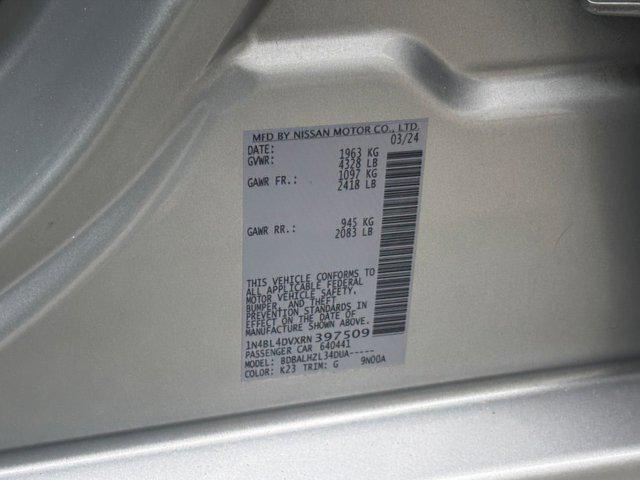 MFD BY NISSAN MOTOR CO., LTD.
DATE: 03/24
GVWR: 1963 KG
4328 LB
GAWR FR.: 1097 KG
2418 LB
GAWR RR.: 945 KG
2083 LB
THIS VEHICLE CONFORMS TO
ALL APPLICABLE FEDERAL
MOTOR VEHICLE SAFETY,
BUMPER, AND THEFT
PREVENTION STANDARDS IN
EFFECT ON THE DATE OF
MANUFACTURE SHOWN ABOVE.
1N4BL4DVXRN397509
PASSENGER CAR 640441
MODEL: BDBALHZL34DUA-----
COLOR: K23 TRIM: G 9N00A